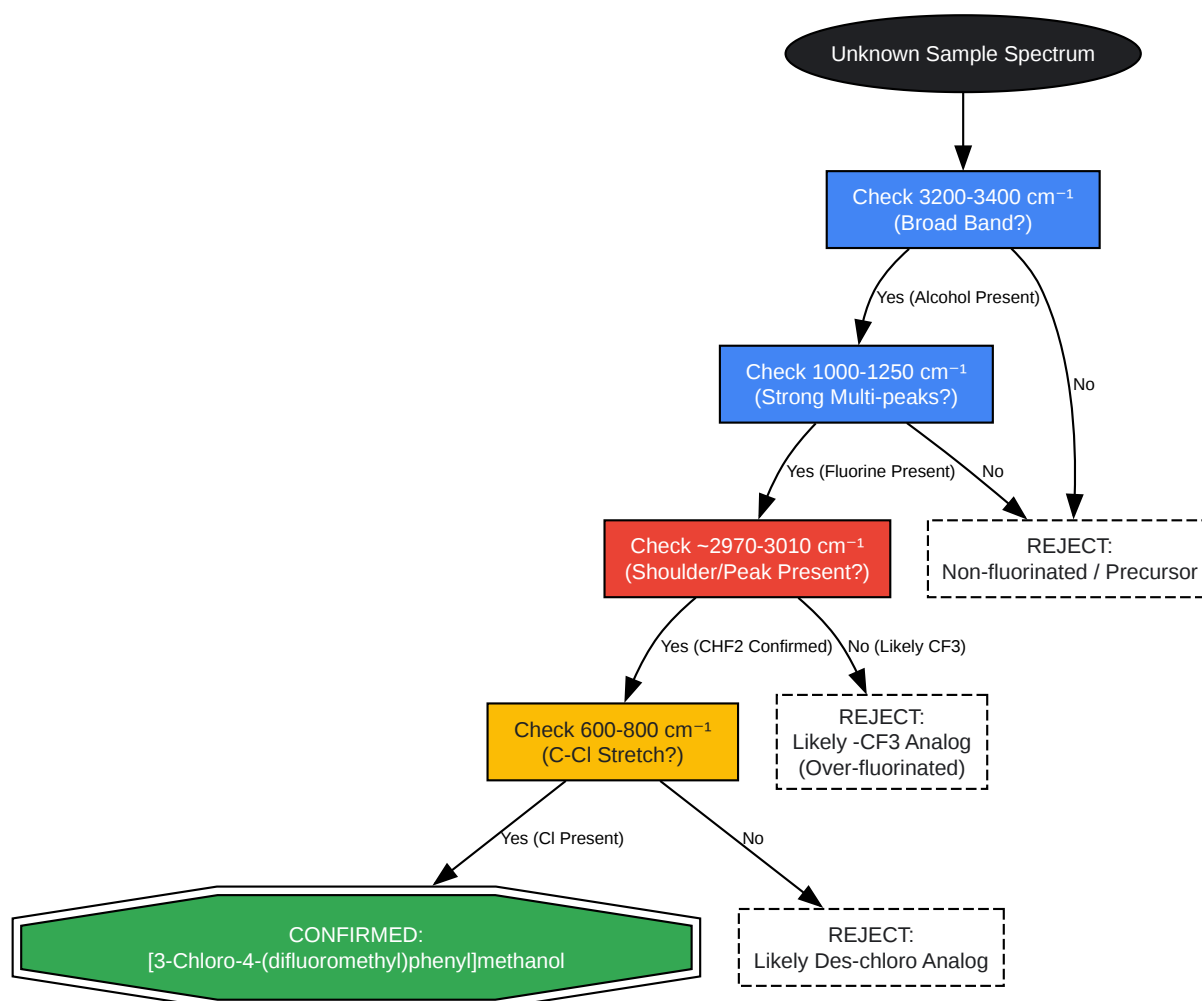 Unknown Sample Spectrum
Check 3200-3400 cm⁻¹
(Broad Band?)
Yes (Alcohol Present)
Check 1000-1250 cm⁻¹
(Strong Multi-peaks?)
No
Yes (Fluorine Present)
No
Check ~2970-3010 cm⁻¹
(Shoulder/Peak Present?)
REJECT:
Non-fluorinated / Precursor
Yes (CHF2 Confirmed)
No (Likely CF3)
Check 600-800 cm⁻¹
(C-Cl Stretch?)
REJECT:
Likely -CF3 Analog
(Over-fluorinated)
Yes (Cl Present)
No
CONFIRMED:
[3-Chloro-4-(difluoromethyl)phenyl]methanol
REJECT:
Likely Des-chloro Analog